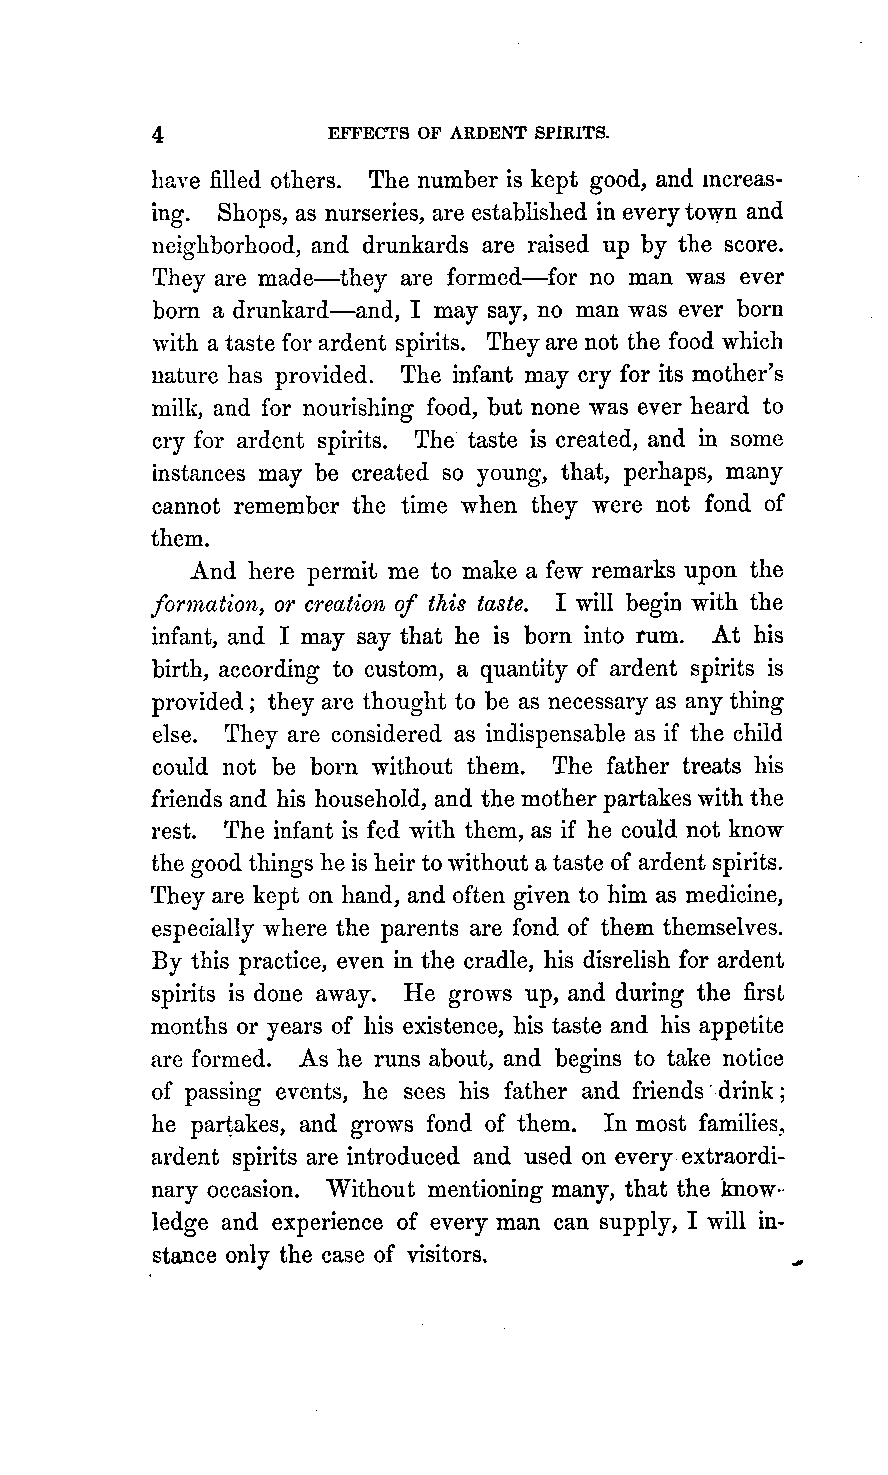 4 EFFECTS OF ARDENT SPIRITS.
have filled others. The number is kept good, and increas-
ing. Shops, as nurseries, are established in every town and
neighborhood, and drunkards are raised up by the score.
They are made—they are formed—for no man was ever
born a drunkard—and, I may say, no man was ever born
with a taste for ardent spirits. They are not the food which
nature has provided. The infant may cry for its mother's
milk, and for nourishing food, but none was ever heard to
cry for ardent spirits. The taste is created, and in some
instances may be created so young, that, perhaps, many
cannot remember the time when they were not fond of
them.
And here permit me to make a few remarks upon the
formation, or creation of this taste. I will begin with the
infant, and I may say that he is born into rum. At his
birth, according to custom, a quantity of ardent spirits is
provided; they are thought to be as necessary as any thing
else. They are considered as indispensable as if the child
could not be born without them. The father treats his
friends and his household, and the mother partakes with the
rest. The infant is fed with them, as if he could not know
the good things he is heir to without a taste of ardent spirits.
They are kept on hand, and often given to him as medicine,
especially where the parents are fond of them themselves.
By this practice, even in the cradle, his disrelish for ardent
spirits is done away. He grows up, and during the first
months or years of his existence, his taste and his appetite
are formed. As he runs about, and begins to take notice
of passing events, he sees his father and friends drink;
he partakes, and grows fond of them. In most families,
ardent spirits are introduced and used on every extraordi-
nary occasion. Without mentioning many, that the know-
ledge and experience of every man can supply, I will in-
stance only the case of visitors.